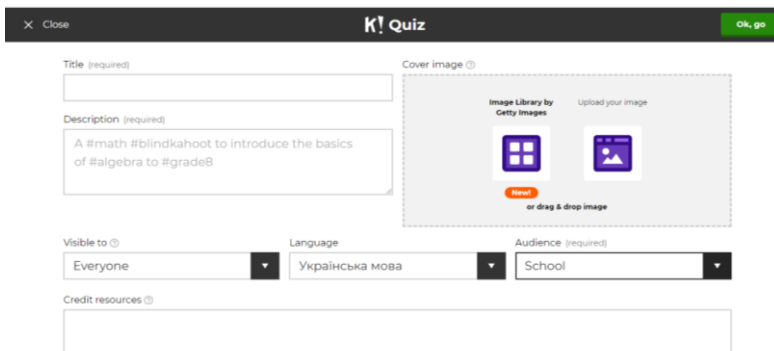 X Close
K! Quiz
Ok, go
Title (required)
Cover image ?
Image Library by
Getty Images
Upload your image
New!
or drag & drop image
Description (required)
A #math #blindkahoot to introduce the basics
of #algebra to #grade8
Visible to ?
Language
Audience (required)
Everyone
Українська мова
School
Credit resources ?